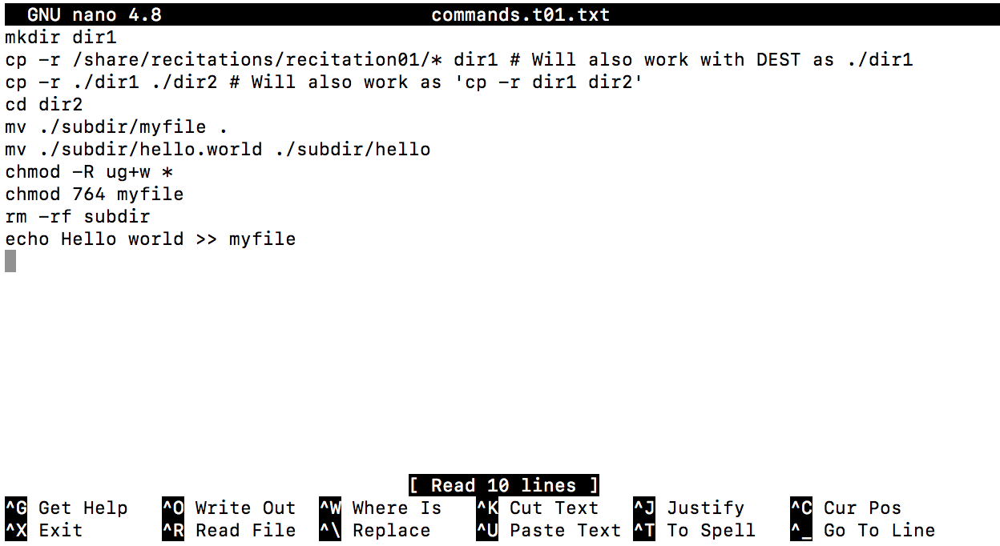 GNU nano 4.8 commands.t01.txt
mkdir dir1
cp -r /share/recitations/recitation01/* dir1 # Will also work with DEST as ./dir1
cp -r ./dir1 ./dir2 # Will also work as 'cp -r dir1 dir2'
cd dir2
mv ./subdir/myfile .
mv ./subdir/hello.world ./subdir/hello
chmod -R ug+w *
chmod 764 myfile
rm -rf subdir
echo Hello world >> myfile
[ Read 10 lines ]
^G Get Help ^O Write Out ^W Where Is ^K Cut Text ^J Justify ^C Cur Pos
^X Exit ^R Read File ^\ Replace ^U Paste Text ^T To Spell ^_ Go To Line